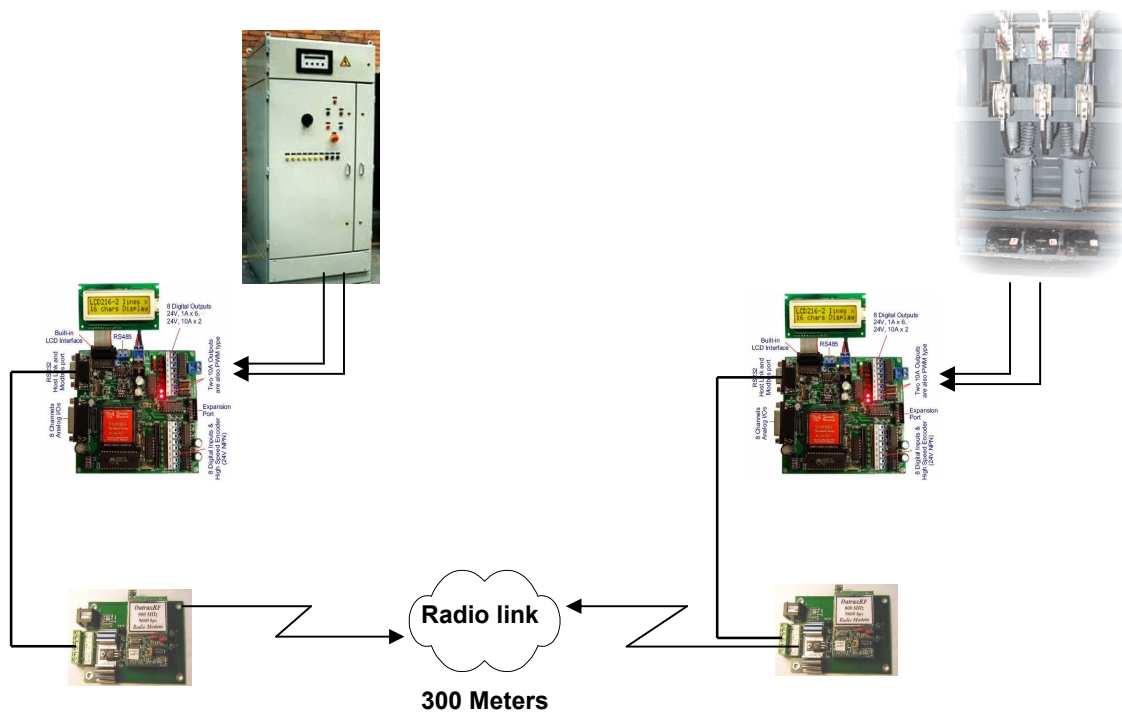 LCD216-2 lines x
16 chars Display
8 Digital Outputs
24V, 1A x 6,
24V, 10A x 2
Built-in
LCD Interface
RS485
RS232
Host Link and
Modbus port
Two 10A Outputs
are also PWM type
8 Channels
Analog I/Os
Expansion
Port
8 Digital Inputs &
High Speed Encoder
(24V NPN)
LCD216-2 lines x
16 chars Display
8 Digital Outputs
24V, 1A x 6,
24V, 10A x 2
Built-in
LCD Interface
RS485
RS232
Host Link and
Modbus port
Two 10A Outputs
are also PWM type
8 Channels
Analog I/Os
Expansion
Port
8 Digital Inputs &
High Speed Encoder
(24V NPN)
DataraxRF
900 MHz
9600 bps
Radio Modem
Radio link
300 Meters
DataraxRF
900 MHz
9600 bps
Radio Modem